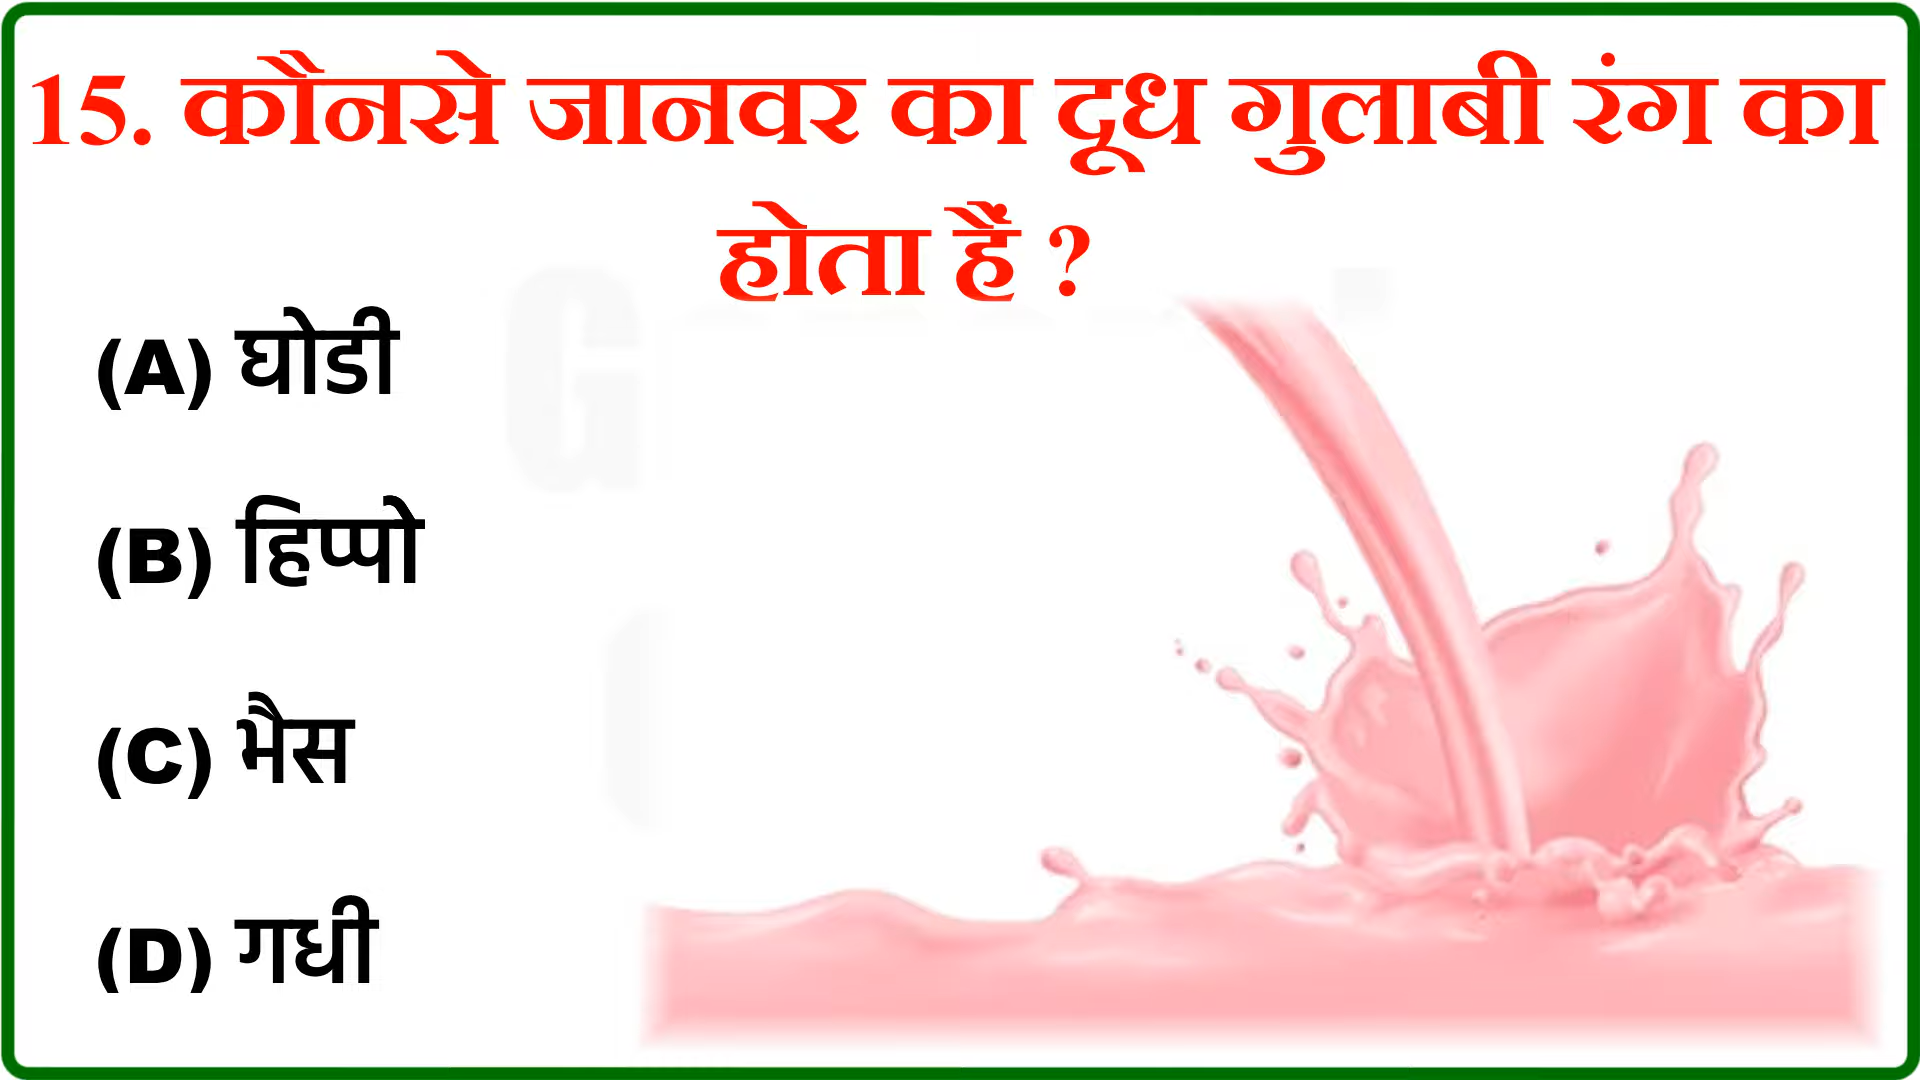 15. कौनसे जानवर का दूध गुलाबी रंग का
होता हैं ?
(A) घोडी
(B) हिप्पो
(C) भैस
(D) गधी